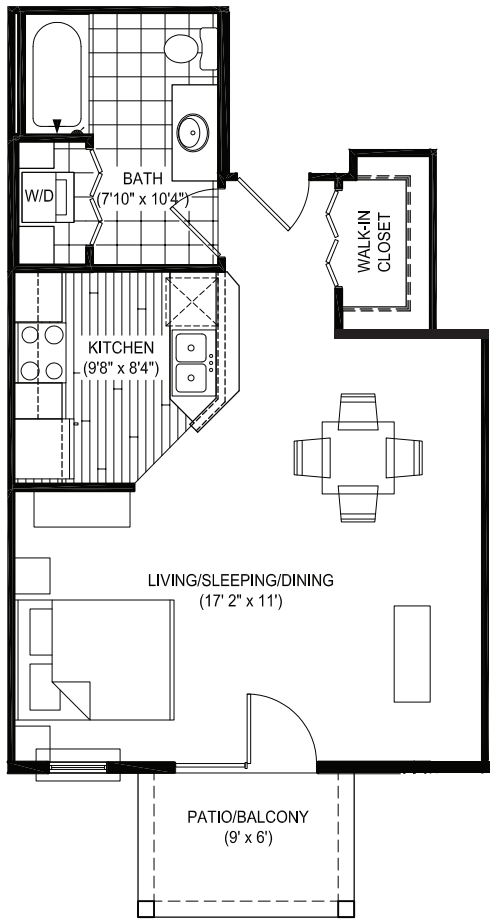 BATH
(7'10" x 10'4")
W/D
WALK-IN
CLOSET
KITCHEN
(9'8" x 8'4")
LIVING/SLEEPING/DINING
(17' 2" x 11')
PATIO/BALCONY
(9' x 6')